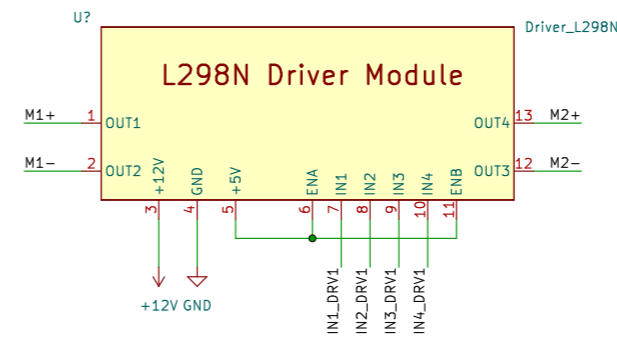 U?
Driver_L298N
L298N Driver Module
M1+ 1 OUT1
OUT4 13 M2+
M1- 2 OUT2
OUT3 12 M2-
+12V GND +5V ENA IN1 IN2 IN3 IN4 ENB
3 4 5 6 7 8 9 10 11
+12V GND
IN1_DRV1 IN2_DRV1 IN3_DRV1 IN4_DRV1